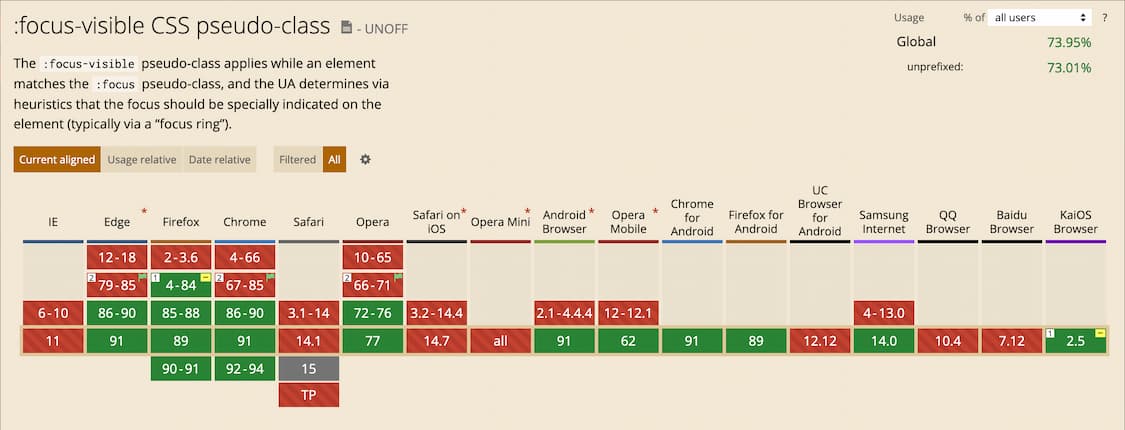 :focus-visible CSS pseudo-class - UNOFF
The :focus-visible pseudo-class applies while an element
matches the :focus pseudo-class, and the UA determines via
heuristics that the focus should be specially indicated on the
element (typically via a “focus ring”).
Usage % of all users ?
Global 73.95%
unprefixed: 73.01%
Current aligned Usage relative Date relative Filtered All
IE Edge * Firefox Chrome Safari Opera Safari on iOS * Opera Mini * Android Browser * Opera Mobile * Chrome for Android Firefox for Android UC Browser for Android Samsung Internet QQ Browser Baidu Browser KaiOS Browser
12-18 2-3.6 4-66 10-65
2 79-85 1 4-84 2 67-85 2 66-71
6-10 86-90 85-88 86-90 3.1-14 72-76 3.2-14.4 2.1-4.4.4 12-12.1 4-13.0
11 91 89 91 14.1 77 14.7 all 91 62 91 89 12.12 14.0 10.4 7.12 1 2.5
90-91 92-94 15
TP